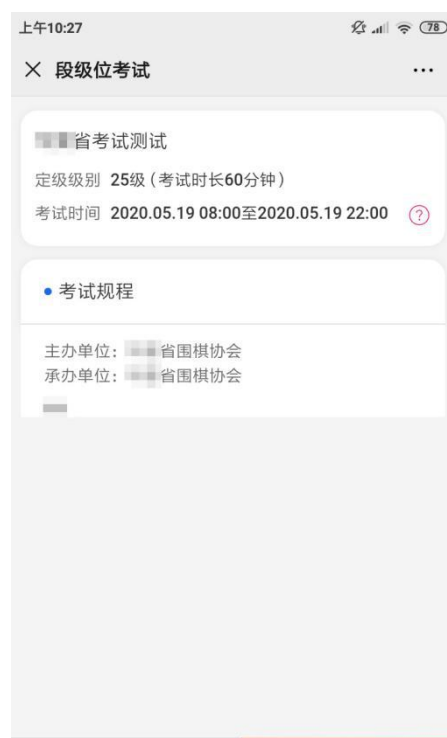 上午10:27
78
段级位考试
省考试测试
定级级别 25级（考试时长60分钟）
考试时间 2020.05.19 08:00至2020.05.19 22:00 ?
考试规程
主办单位：省围棋协会
承办单位：省围棋协会